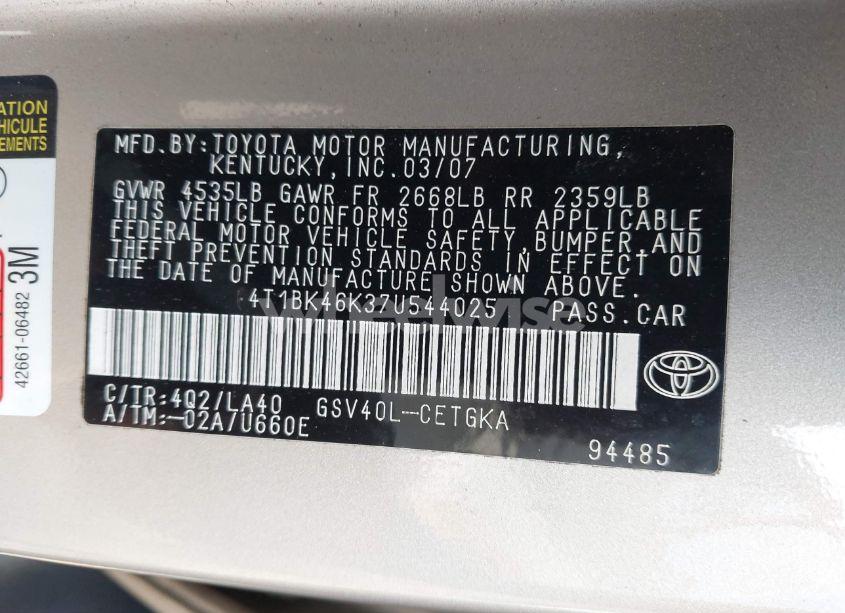 ATION
EHICULE
EMENTS
3M
42661-06482
MFD.BY:TOYOTA MOTOR MANUFACTURING,
KENTUCKY,INC.03/07
GVWR 4535LB GAWR FR 2668LB RR 2359LB
THIS VEHICLE CONFORMS TO ALL APPLICABLE
FEDERAL MOTOR VEHICLE SAFETY,BUMPER,AND
THEFT PREVENTION STANDARDS IN EFFECT ON
THE DATE OF MANUFACTURE SHOWN ABOVE.
4T1BK46K37U544025 PASS.CAR
C/TR:4Q2/LA40 GSV40L-CETGKA
A/TM:-02A/U660E
94485
wheelwise